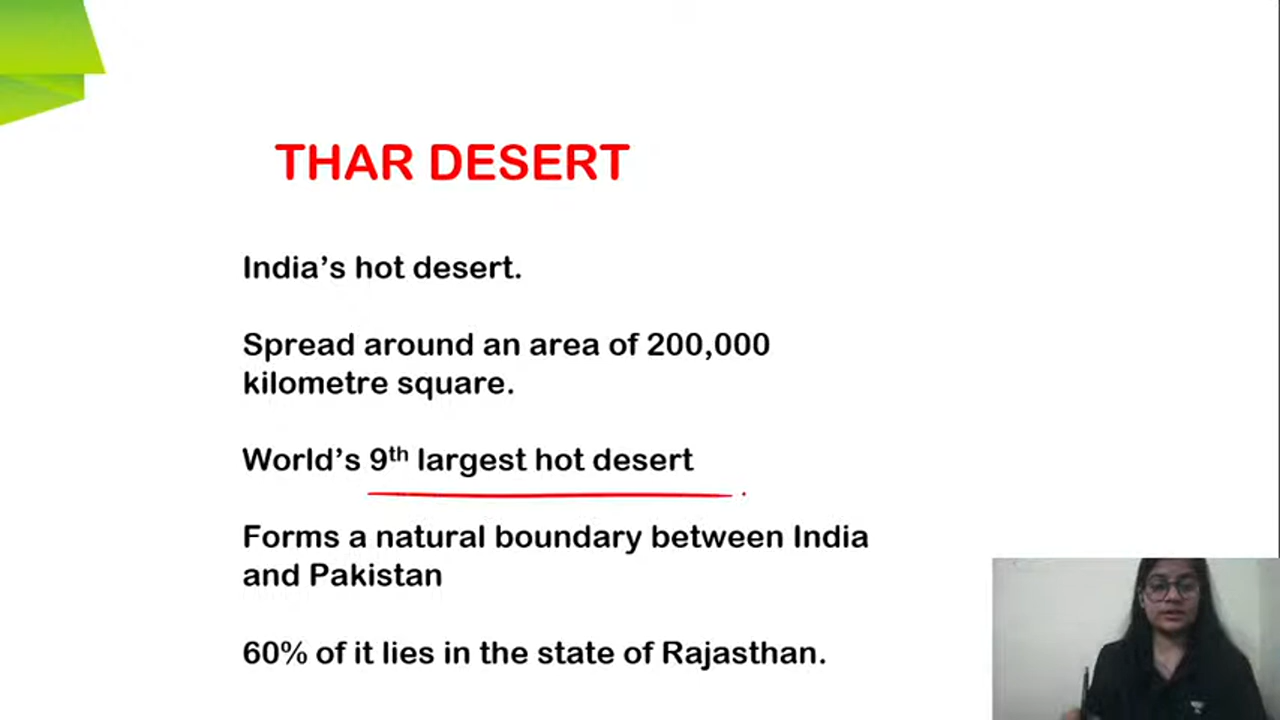 THAR DESERT
India’s hot desert.
Spread around an area of 200,000
kilometre square.
World’s 9th largest hot desert
Forms a natural boundary between India
and Pakistan
60% of it lies in the state of Rajasthan.